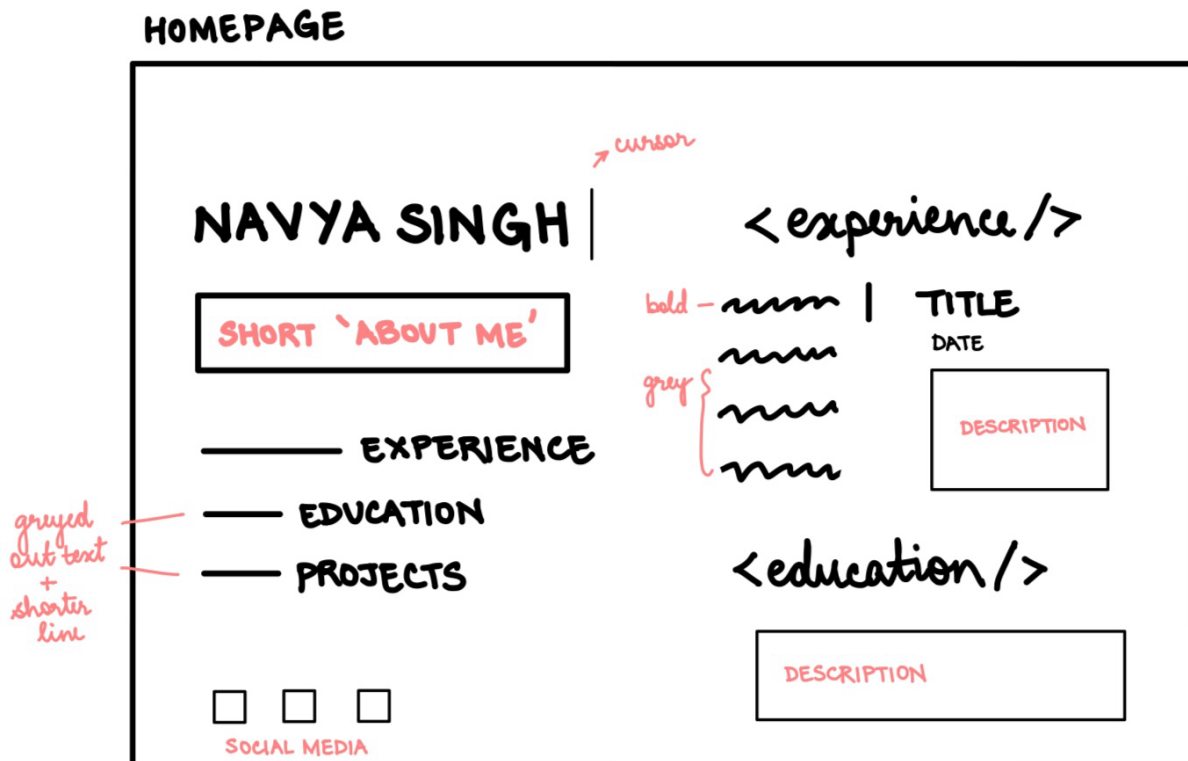 HOMEPAGE
cursor
NAVYA SINGH
SHORT 'ABOUT ME'
EXPERIENCE
EDUCATION
PROJECTS
greyed
out text
+
shorter
line
SOCIAL MEDIA
<experience/>
bold
grey
TITLE
DATE
DESCRIPTION
<education/>
DESCRIPTION